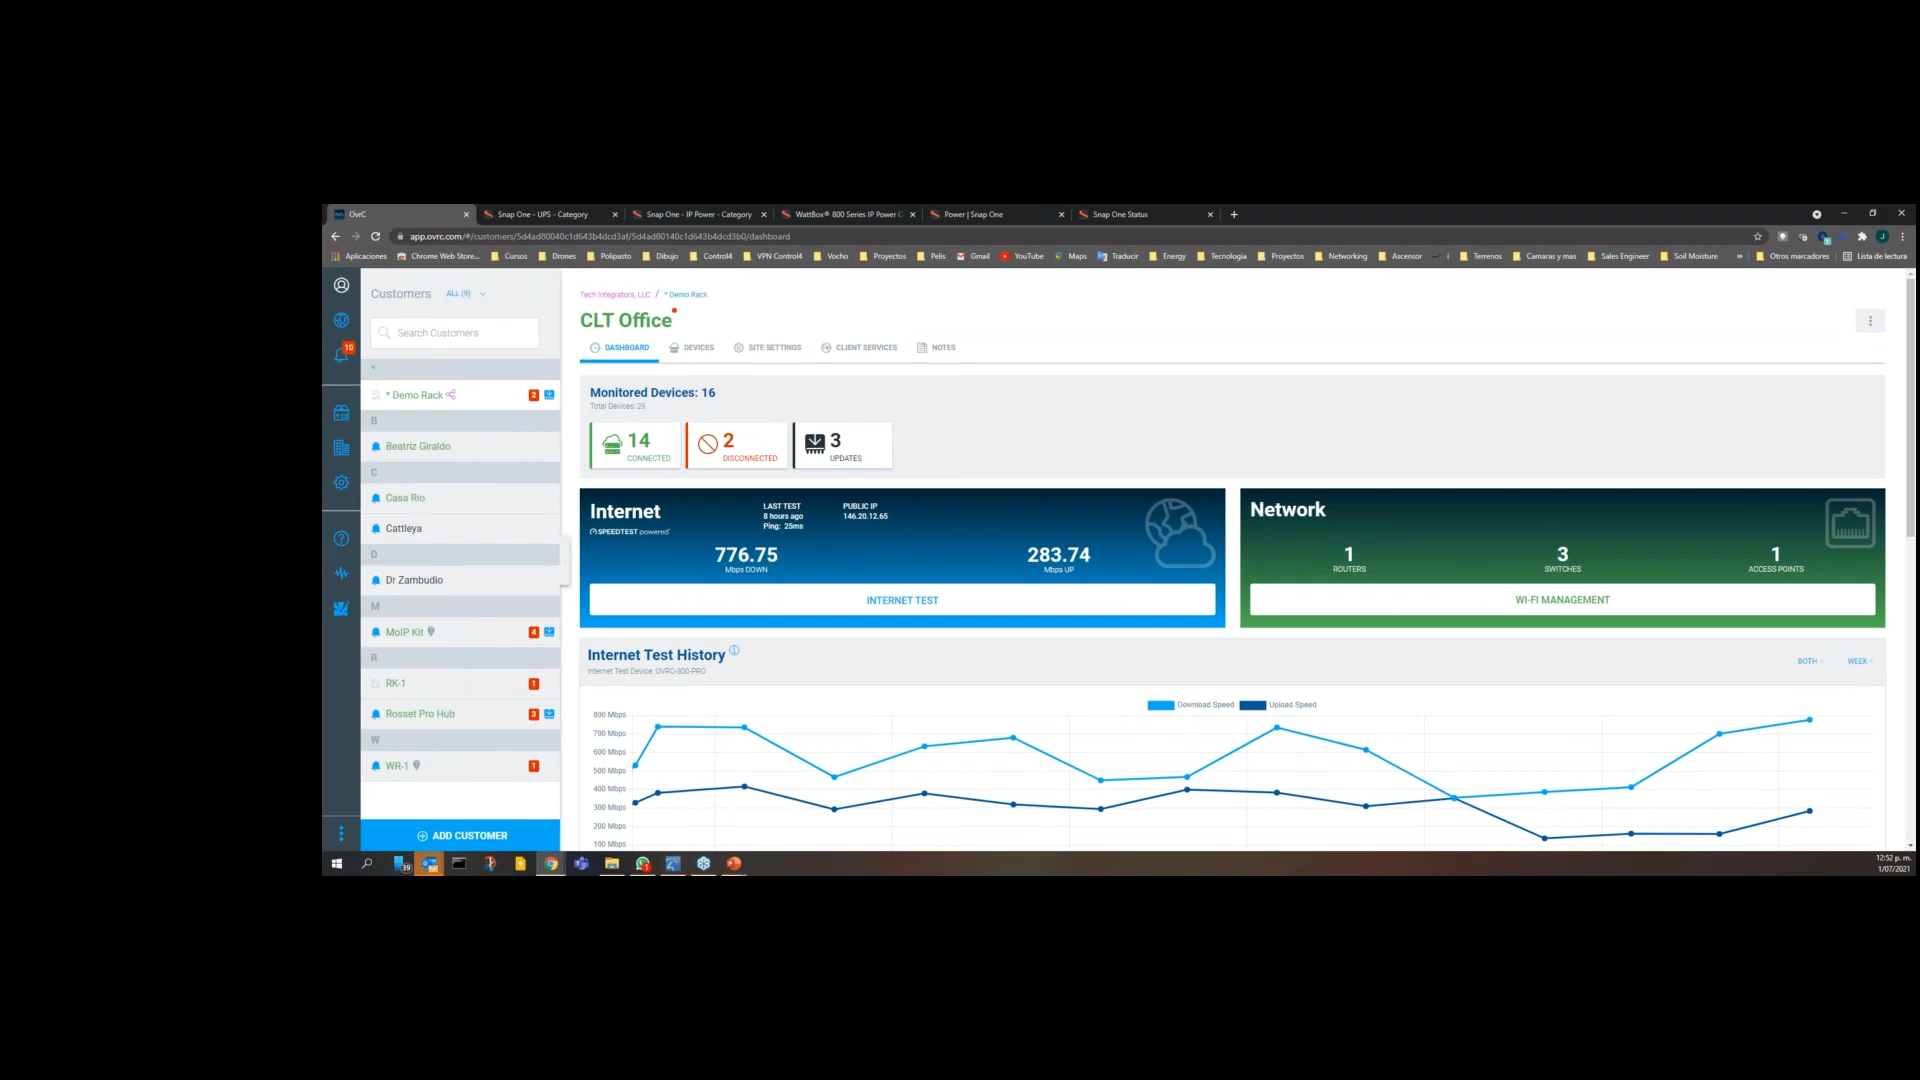 OvrC
Snap One - UPS - Category
Snap One - IP Power - Category
WattBox® 800 Series IP Power C
Power | Snap One
Snap One Status
app.ovrc.com/#/customers/5d4ad80040c1d643b4dcd3af/5d4ad80140c1d643b4dcd3b0/dashboard
Aplicaciones
Chrome Web Store...
Cursos
Drones
Polipasto
Dibujo
Control4
VPN Control4
Vocho
Proyectos
Pelis
Gmail
YouTube
Maps
Traducir
Energy
Tecnologia
Proyectos
Networking
Ascensor
Terrenos
Camaras y mas
Sales Engineer
Soil Moisture
»
Otros marcadores
Lista de lectura
10
Customers ALL (9)
Search Customers
*
* Demo Rack 2
B
Beatriz Giraldo
C
Casa Rio
Cattleya
D
Dr Zambudio
M
MoIP Kit 4
R
RK-1 1
Rosset Pro Hub 3
W
WR-1 1
ADD CUSTOMER
Tech Integrators, LLC / * Demo Rack
CLT Office
DASHBOARD
DEVICES
SITE SETTINGS
CLIENT SERVICES
NOTES
Monitored Devices: 16
Total Devices: 29
14
CONNECTED
2
DISCONNECTED
3
UPDATES
Internet
SPEEDTEST powered
LAST TEST
8 hours ago
Ping: 25ms
PUBLIC IP
146.20.12.65
776.75
Mbps DOWN
283.74
Mbps UP
INTERNET TEST
Network
1
ROUTERS
3
SWITCHES
1
ACCESS POINTS
WI-FI MANAGEMENT
Internet Test History
Internet Test Device: OVRC-300-PRO
BOTH
WEEK
Download Speed
Upload Speed
800 Mbps
700 Mbps
600 Mbps
500 Mbps
400 Mbps
300 Mbps
200 Mbps
100 Mbps
39
1
12:52 p. m.
1/07/2021